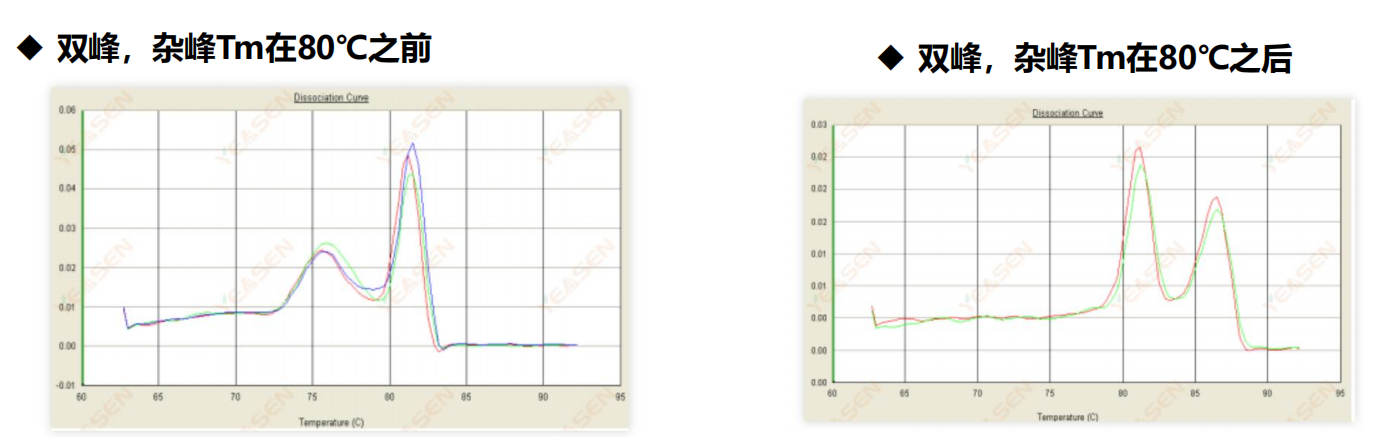 ◆ 双峰，杂峰Tm在80℃之前
Dissociation Curve
0.06
0.05
0.04
0.03
0.02
0.01
0.00
-0.01
60 65 70 75 80 85 90 95
Temperature (C)
◆ 双峰，杂峰Tm在80℃之后
Dissociation Curve
0.03
0.02
0.02
0.02
0.01
0.01
0.00
0.00
0.00
60 65 70 75 80 85 90 95
Temperature (C)
YEASEN